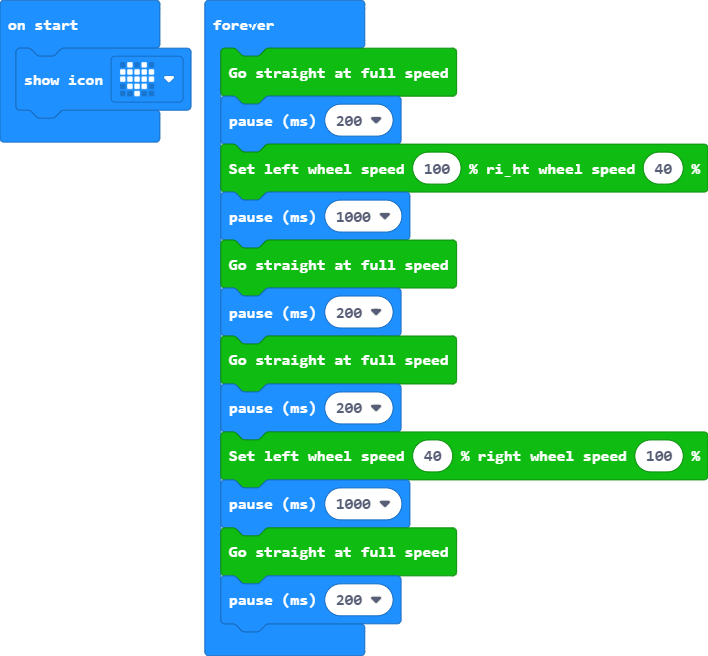 on start
show icon
forever
Go straight at full speed
pause (ms) 200
Set left wheel speed 100 % ri_ht wheel speed 40 %
pause (ms) 1000
Go straight at full speed
pause (ms) 200
Go straight at full speed
pause (ms) 200
Set left wheel speed 40 % right wheel speed 100 %
pause (ms) 1000
Go straight at full speed
pause (ms) 200